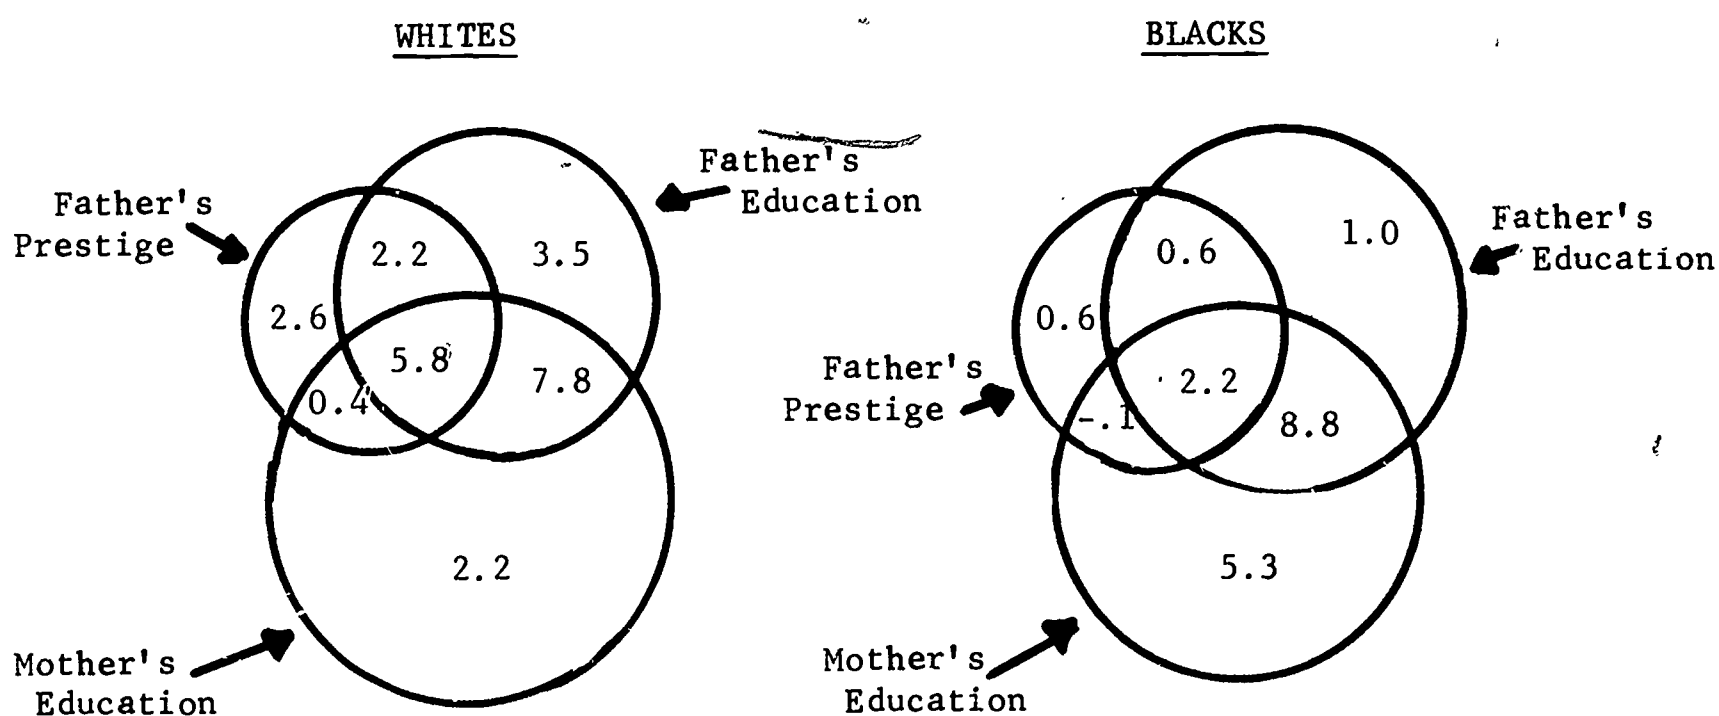 WHITES
Father's
Prestige
Father's
Education
2.2
3.5
2.6
5.8
7.8
0.4
2.2
Mother's
Education
BLACKS
Father's
Education
1.0
0.6
0.6
Father's
Prestige
2.2
-.1
8.8
5.3
Mother's
Education